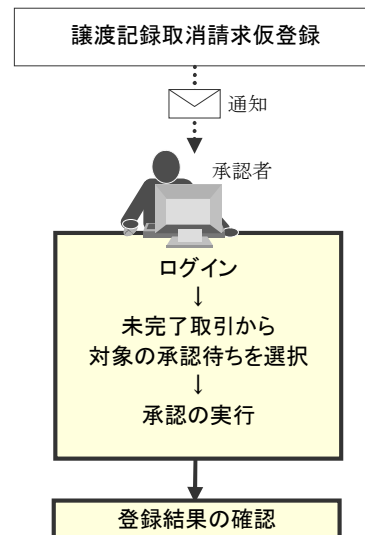 譲渡記録取消請求仮登録
通知
承認者
ログイン
↓
未完了取引から
対象の承認待ちを選択
↓
承認の実行
登録結果の確認